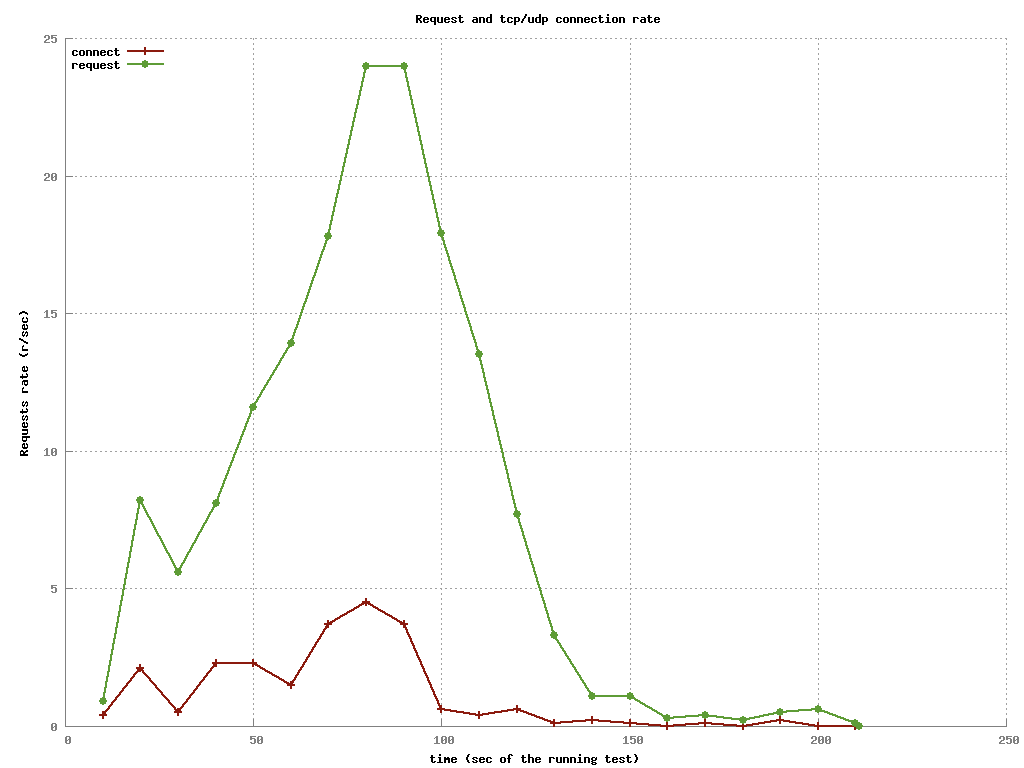 Request and tcp/udp connection rate
connect
request
25
20
15
10
5
0
Requests rate (r/sec)
0 50 100 150 200 250
time (sec of the running test)